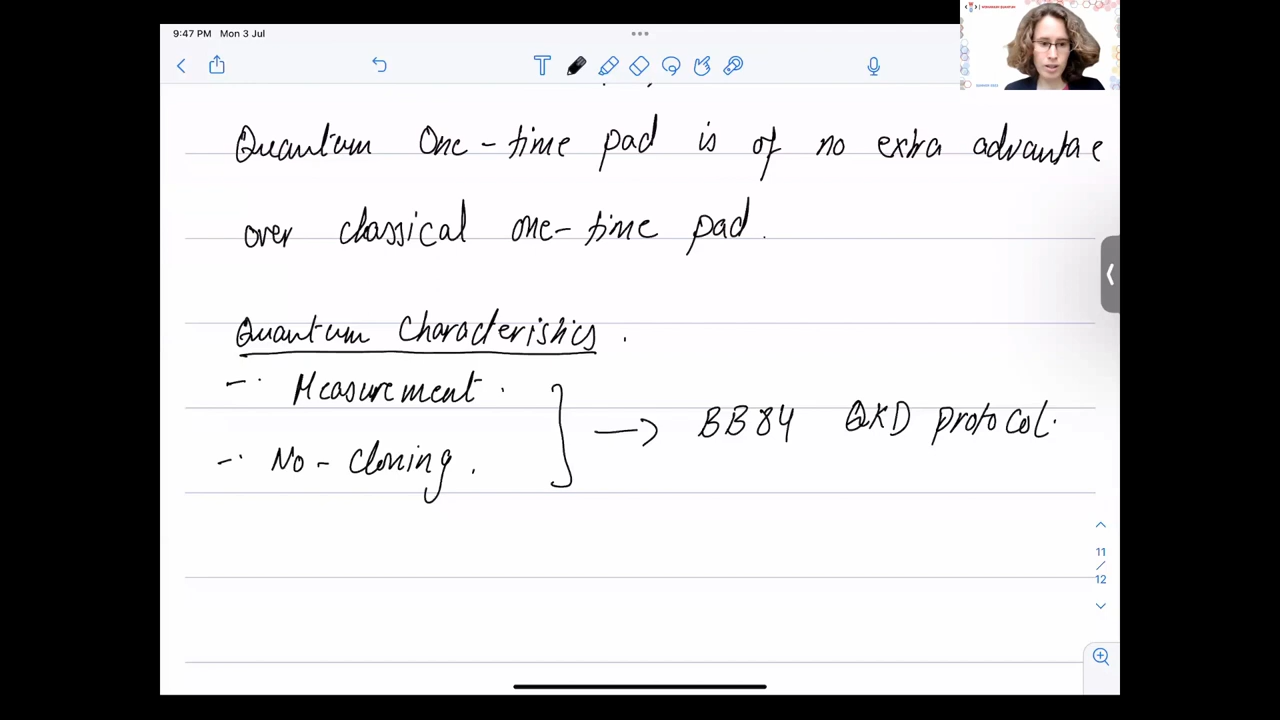 9:47 PM Mon 3 Jul
Quantum One-time pad is of no extra advantage
over classical one-time pad.
Quantum Characteristics.
- Measurement.
- No-cloning.
→ BB84 QKD protocol.
11
/
12